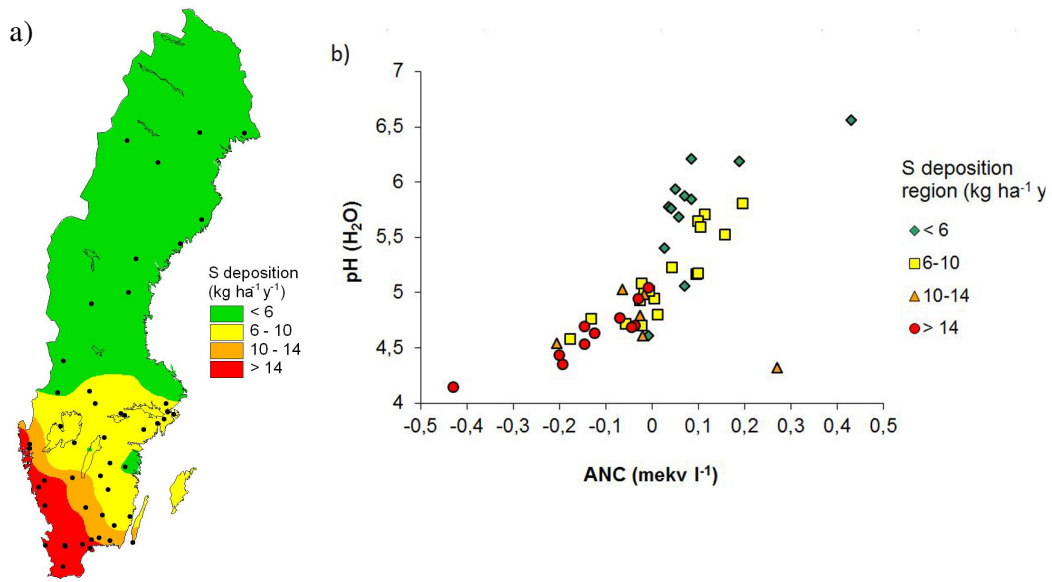 a)
S deposition
(kg ha⁻¹y⁻¹)
< 6
6 - 10
10 - 14
> 14
b)
7
6,5
6
5,5
5
4,5
4
pH (H₂O)
-0,5
-0,4
-0,3
-0,2
-0,1
0
0,1
0,2
0,3
0,4
0,5
ANC (mekv l⁻¹)
S deposition
region (kg ha⁻¹ y
< 6
6-10
10-14
> 14